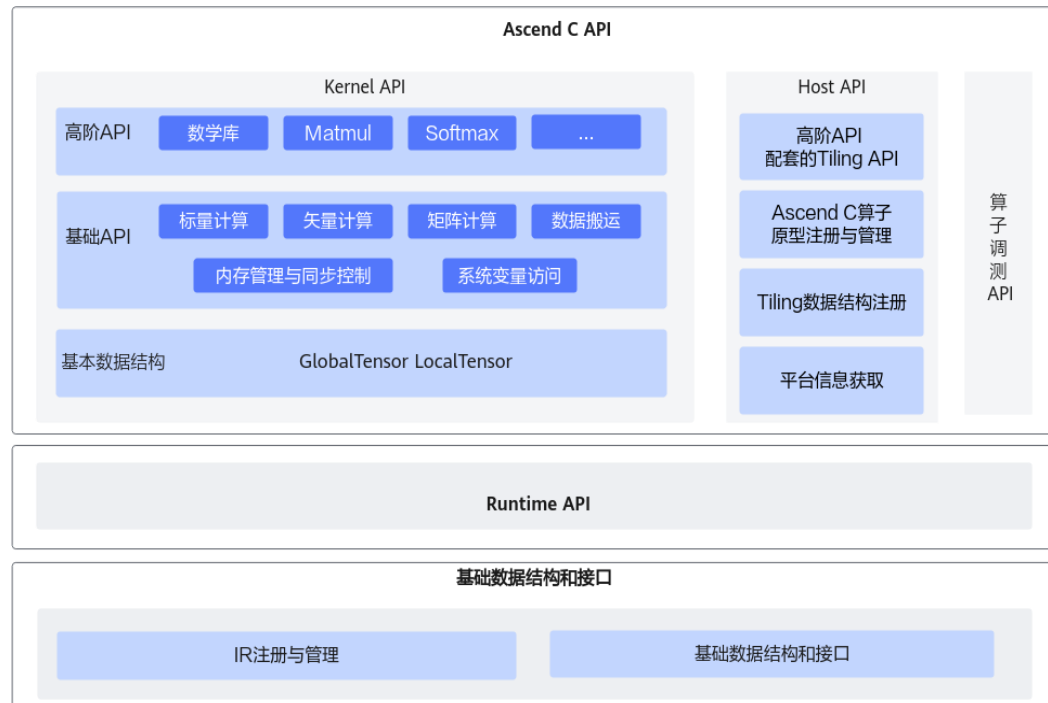 Ascend C API
Kernel API
高阶API
数学库
Matmul
Softmax
...
基础API
标量计算
矢量计算
矩阵计算
数据搬运
内存管理与同步控制
系统变量访问
基本数据结构
GlobalTensor LocalTensor
Host API
高阶API
配套的Tiling API
Ascend C算子
原型注册与管理
Tiling数据结构注册
平台信息获取
算
子
调
测
API
Runtime API
基础数据结构和接口
IR注册与管理
基础数据结构和接口